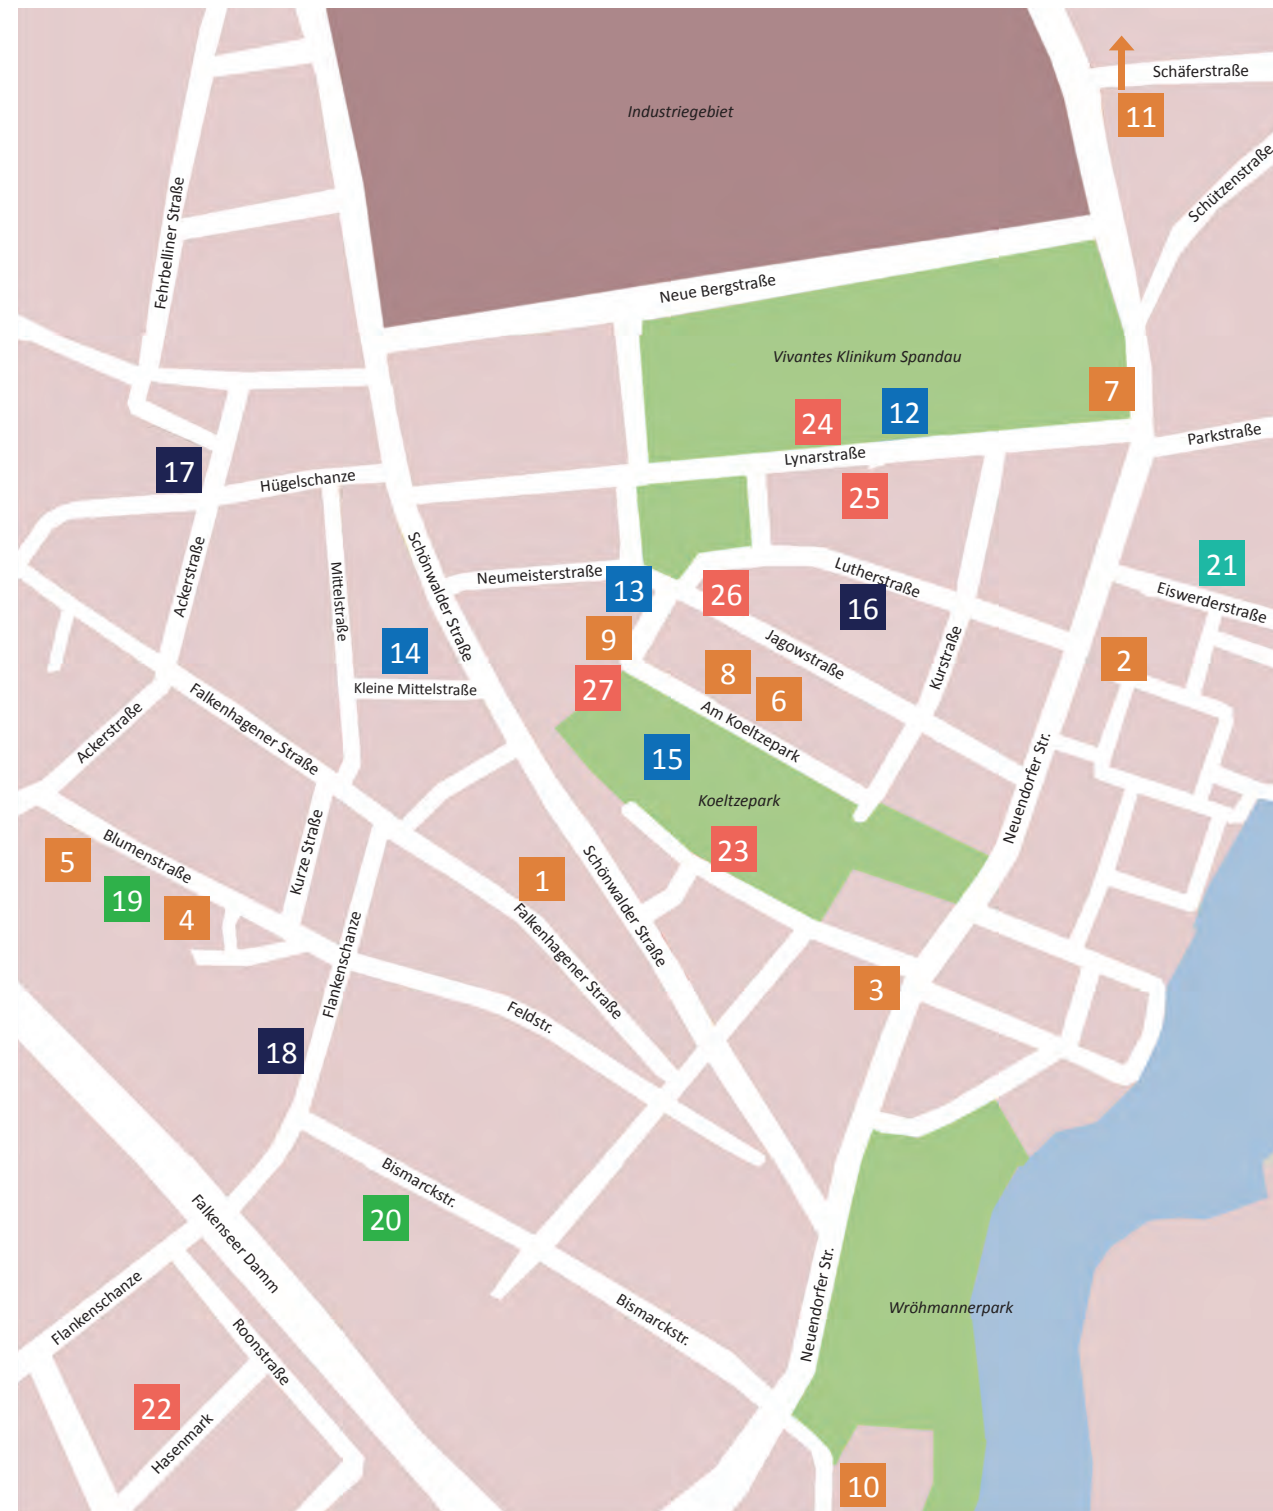 Schäferstraße
Industriegebiet
11
Schützenstraße
Fehrbelliner Straße
Neue Bergstraße
Vivantes Klinikum Spandau
7
24
12
Parkstraße
Lynarstraße
17
Hügelschanze
25
Schönwalder Straße
Ackerstraße
Mittelstraße
Neumeisterstraße
13
26
Lutherstraße
16
21
Eiswerderstraße
9
14
Jagowstraße
Kurstraße
2
8
27
6
Kleine Mittelstraße
Falkenhagener Straße
Ackerstraße
Am Koeltzepark
15
Koeltzepark
Neuendorfer Str.
5
Blumenstraße
Kurze Straße
23
1
Schönwalder Straße
19
4
Falkenhagener Straße
Flankenschanze
3
Feldstr.
18
Bismarckstr.
20
Falkenseer Damm
Flankenschanze
Neuendorfer Str.
Wröhmannerpark
Bismarckstr.
Roonstraße
22
Hasenmark
10